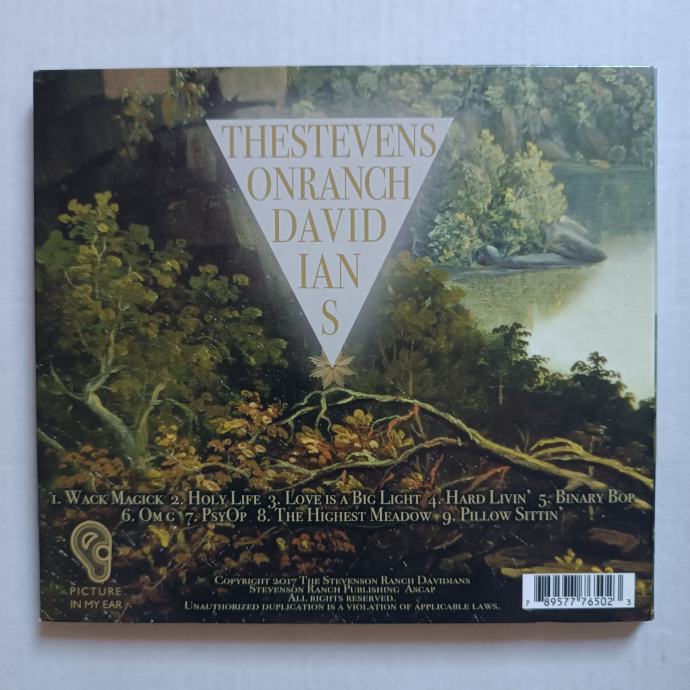 THESTEVENS
ONRANCH
DAVID
IAN
S
1. Wack Magick 2. Holy Life 3. Love is a Big Light 4. Hard Livin' 5. Binary Bop
6. Om G 7. PsyOp 8. The Highest Meadow 9. Pillow Sittin'
PICTURE
IN MY EAR
Copyright 2017 The Stevenson Ranch Davidians
Stevenson Ranch Publishing Ascap
All rights reserved.
Unauthorized duplication is a violation of applicable laws.
7 89577 76502 3